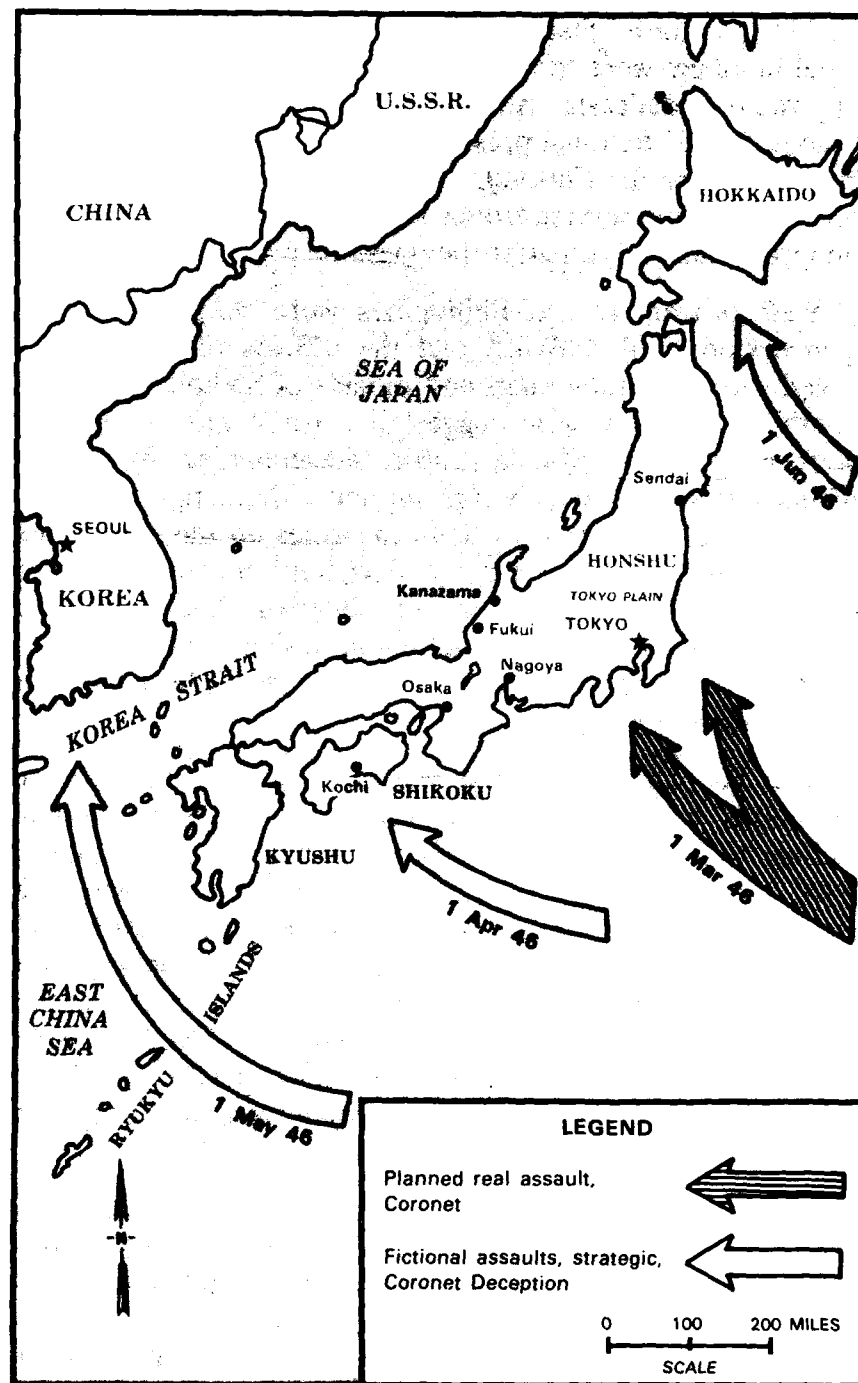 U.S.S.R.
CHINA
HOKKAIDO
SEA OF
JAPAN
1 Jun 46
Sendai
SEOUL
HONSHU
KOREA
Kanazama
TOKYO PLAIN
Fukui
TOKYO
Nagoya
KOREA STRAIT
Osaka
Kochi
SHIKOKU
KYUSHU
1 Mar 46
1 Apr 46
EAST
CHINA
SEA
RYUKYU ISLANDS
1 May 46
-N-
LEGEND
Planned real assault,
Coronet
Fictional assaults, strategic,
Coronet Deception
0 100 200 MILES
SCALE